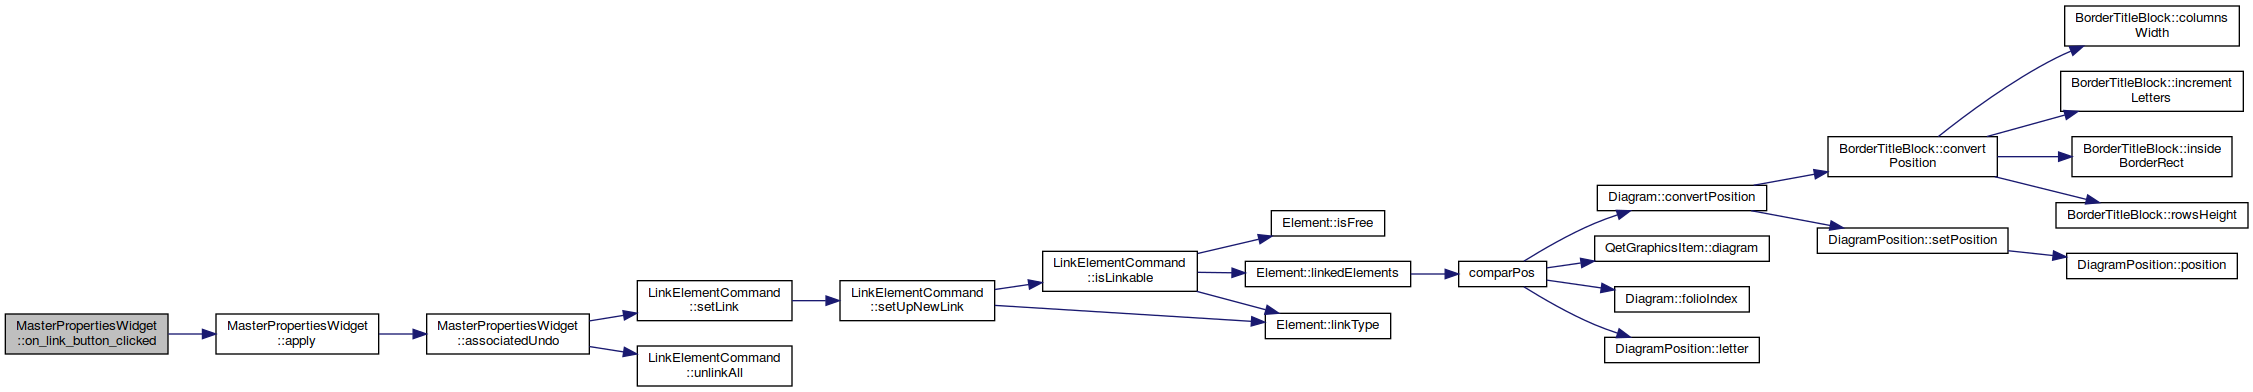 MasterPropertiesWidget
::on_link_button_clicked
MasterPropertiesWidget
::apply
MasterPropertiesWidget
::associatedUndo
LinkElementCommand
::setLink
LinkElementCommand
::unlinkAll
LinkElementCommand
::setUpNewLink
LinkElementCommand
::isLinkable
Element::isFree
Element::linkedElements
Element::linkType
comparPos
Diagram::convertPosition
QetGraphicsItem::diagram
Diagram::folioIndex
DiagramPosition::letter
BorderTitleBlock::convert
Position
DiagramPosition::setPosition
BorderTitleBlock::columns
Width
BorderTitleBlock::increment
Letters
BorderTitleBlock::inside
BorderRect
BorderTitleBlock::rowsHeight
DiagramPosition::position